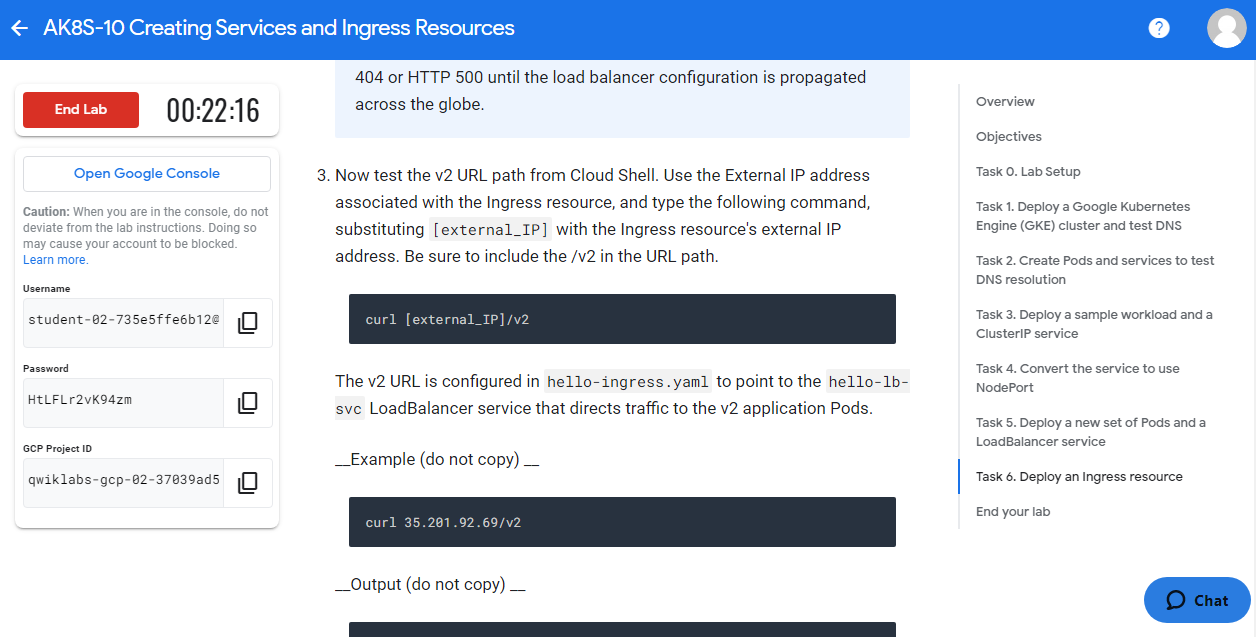 AK8S-10 Creating Services and Ingress Resources
?
End Lab
00:22:16
Open Google Console
Caution: When you are in the console, do not
deviate from the lab instructions. Doing so
may cause your account to be blocked.
Learn more.
Username
student-02-735e5ffe6b12@
Password
HtLFLr2vK94zm
GCP Project ID
qwiklabs-gcp-02-37039ad5
404 or HTTP 500 until the load balancer configuration is propagated
across the globe.
3. Now test the v2 URL path from Cloud Shell. Use the External IP address
associated with the Ingress resource, and type the following command,
substituting [external_IP] with the Ingress resource's external IP
address. Be sure to include the /v2 in the URL path.
curl [external_IP]/v2
The v2 URL is configured in hello-ingress.yaml to point to the hello-lb-
svc LoadBalancer service that directs traffic to the v2 application Pods.
__Example (do not copy) __
curl 35.201.92.69/v2
__Output (do not copy) __
Overview
Objectives
Task 0. Lab Setup
Task 1. Deploy a Google Kubernetes
Engine (GKE) cluster and test DNS
Task 2. Create Pods and services to test
DNS resolution
Task 3. Deploy a sample workload and a
ClusterIP service
Task 4. Convert the service to use
NodePort
Task 5. Deploy a new set of Pods and a
LoadBalancer service
Task 6. Deploy an Ingress resource
End your lab
Chat